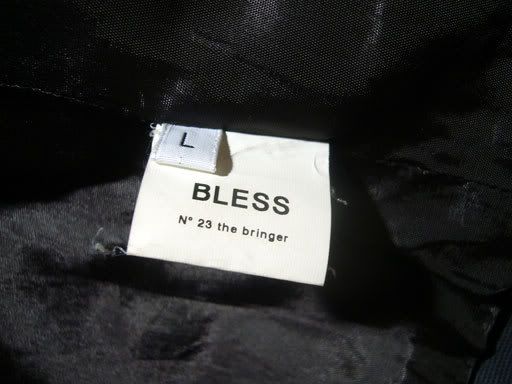 L
BLESS
N° 23 the bringer